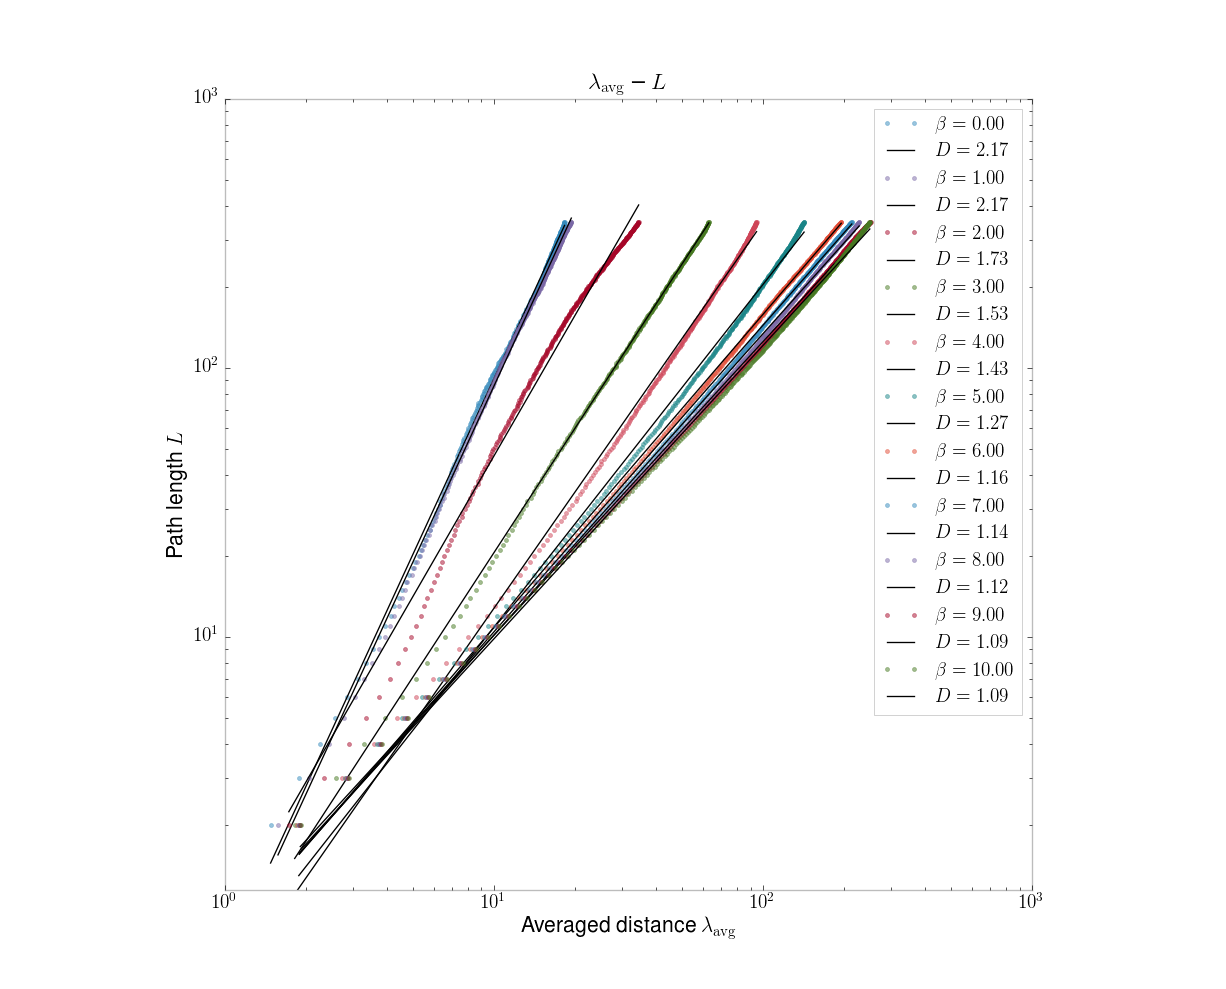 λavg − L
10³
10²
10¹
Path length L
10⁰
10¹
10²
10³
Averaged distance λavg
β = 0.00
D = 2.17
β = 1.00
D = 2.17
β = 2.00
D = 1.73
β = 3.00
D = 1.53
β = 4.00
D = 1.43
β = 5.00
D = 1.27
β = 6.00
D = 1.16
β = 7.00
D = 1.14
β = 8.00
D = 1.12
β = 9.00
D = 1.09
β = 10.00
D = 1.09